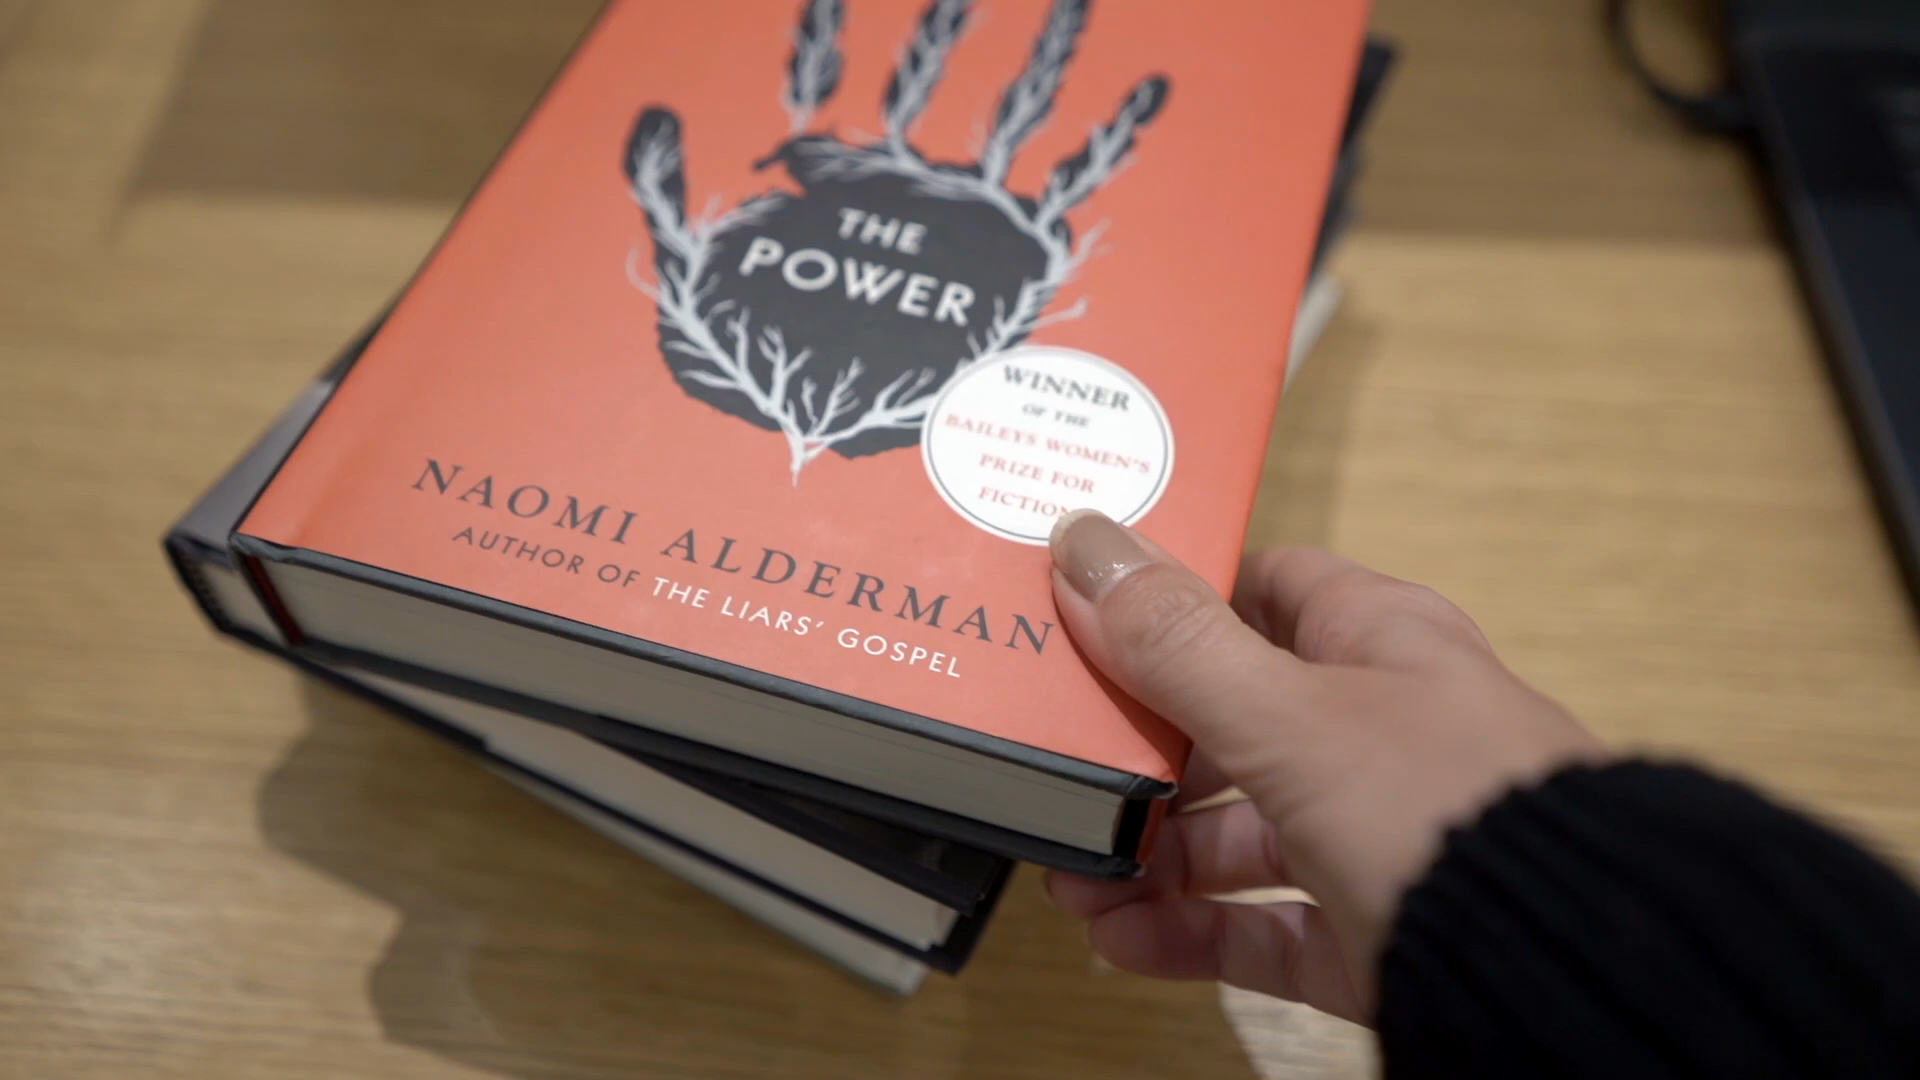 THE
POWER
WINNER
OF THE
BAILEYS WOMEN'S
PRIZE FOR
FICTION
NAOMI ALDERMAN
AUTHOR OF THE LIARS' GOSPEL